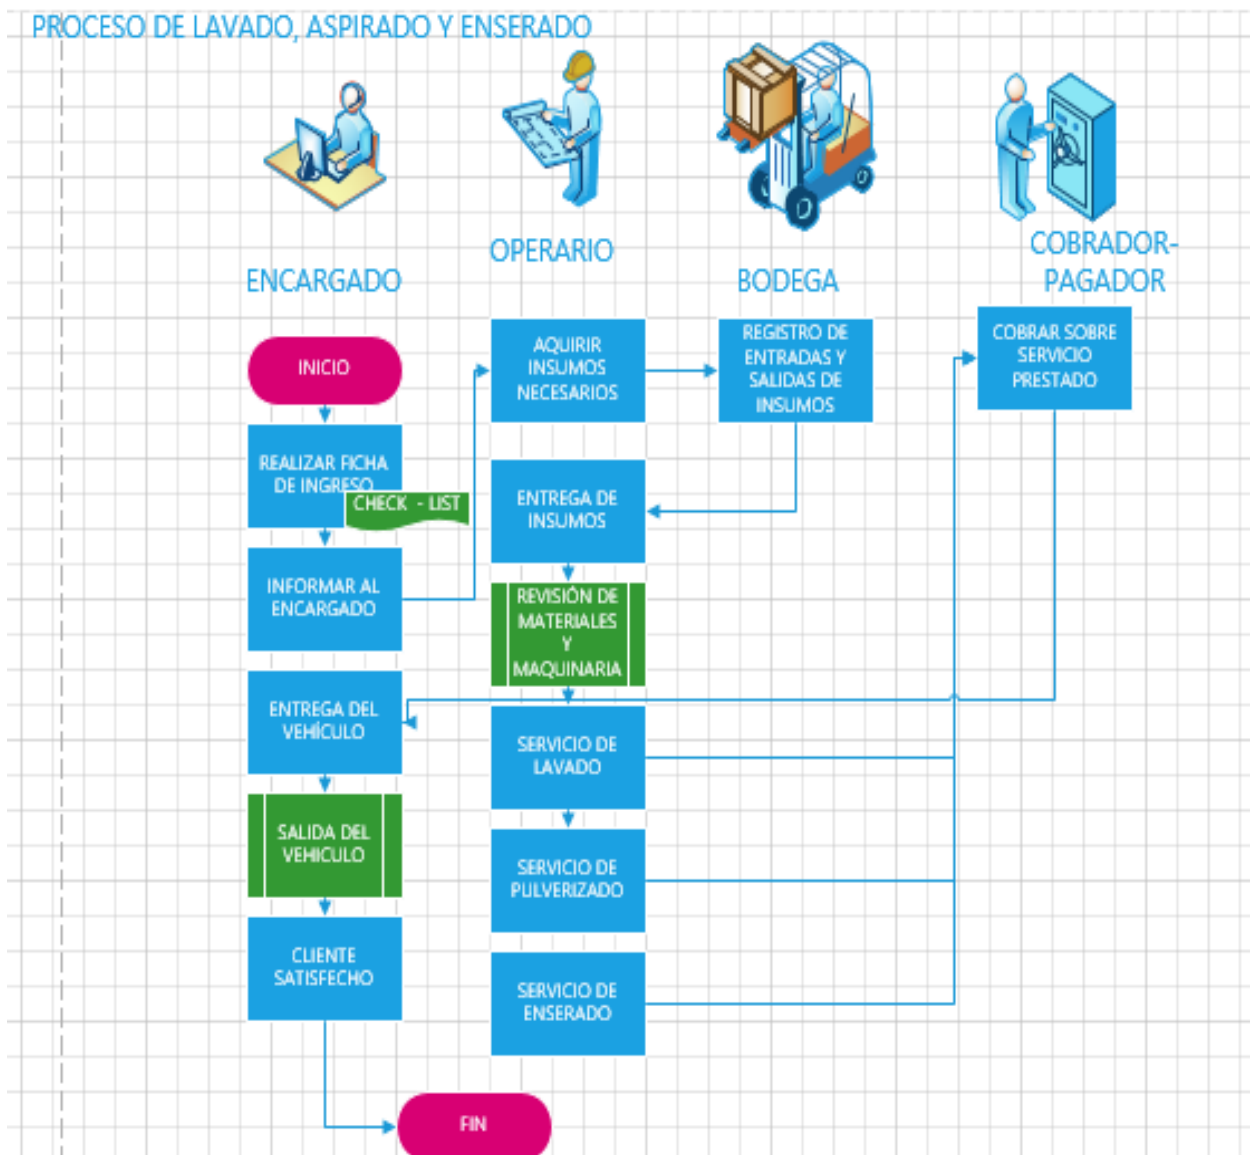 PROCESO DE LAVADO, ASPIRADO Y ENSERADO
ENCARGADO
OPERARIO
BODEGA
COBRADOR-
PAGADOR
INICIO
REALIZAR FICHA
DE INGRESO
CHECK - LIST
INFORMAR AL
ENCARGADO
ENTREGA DEL
VEHÍCULO
SALIDA DEL
VEHICULO
CLIENTE
SATISFECHO
FIN
AQUIRIR
INSUMOS
NECESARIOS
ENTREGA DE
INSUMOS
REVISIÓN DE
MATERIALES
Y
MAQUINARIA
SERVICIO DE
LAVADO
SERVICIO DE
PULVERIZADO
SERVICIO DE
ENSERADO
REGISTRO DE
ENTRADAS Y
SALIDAS DE
INSUMOS
COBRAR SOBRE
SERVICIO
PRESTADO